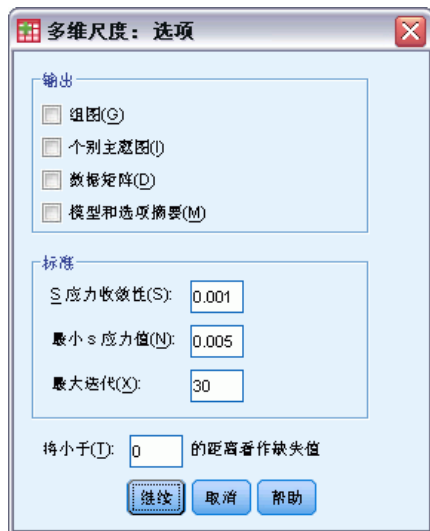 多维尺度：选项
输出
组图(G)
个别主题图(I)
数据矩阵(D)
模型和选项摘要(M)
标准
S 应力收敛性(S): 0.001
最小 s 应力值(N): 0.005
最大迭代(X): 30
将小于(T): 0 的距离看作缺失值
继续 取消 帮助